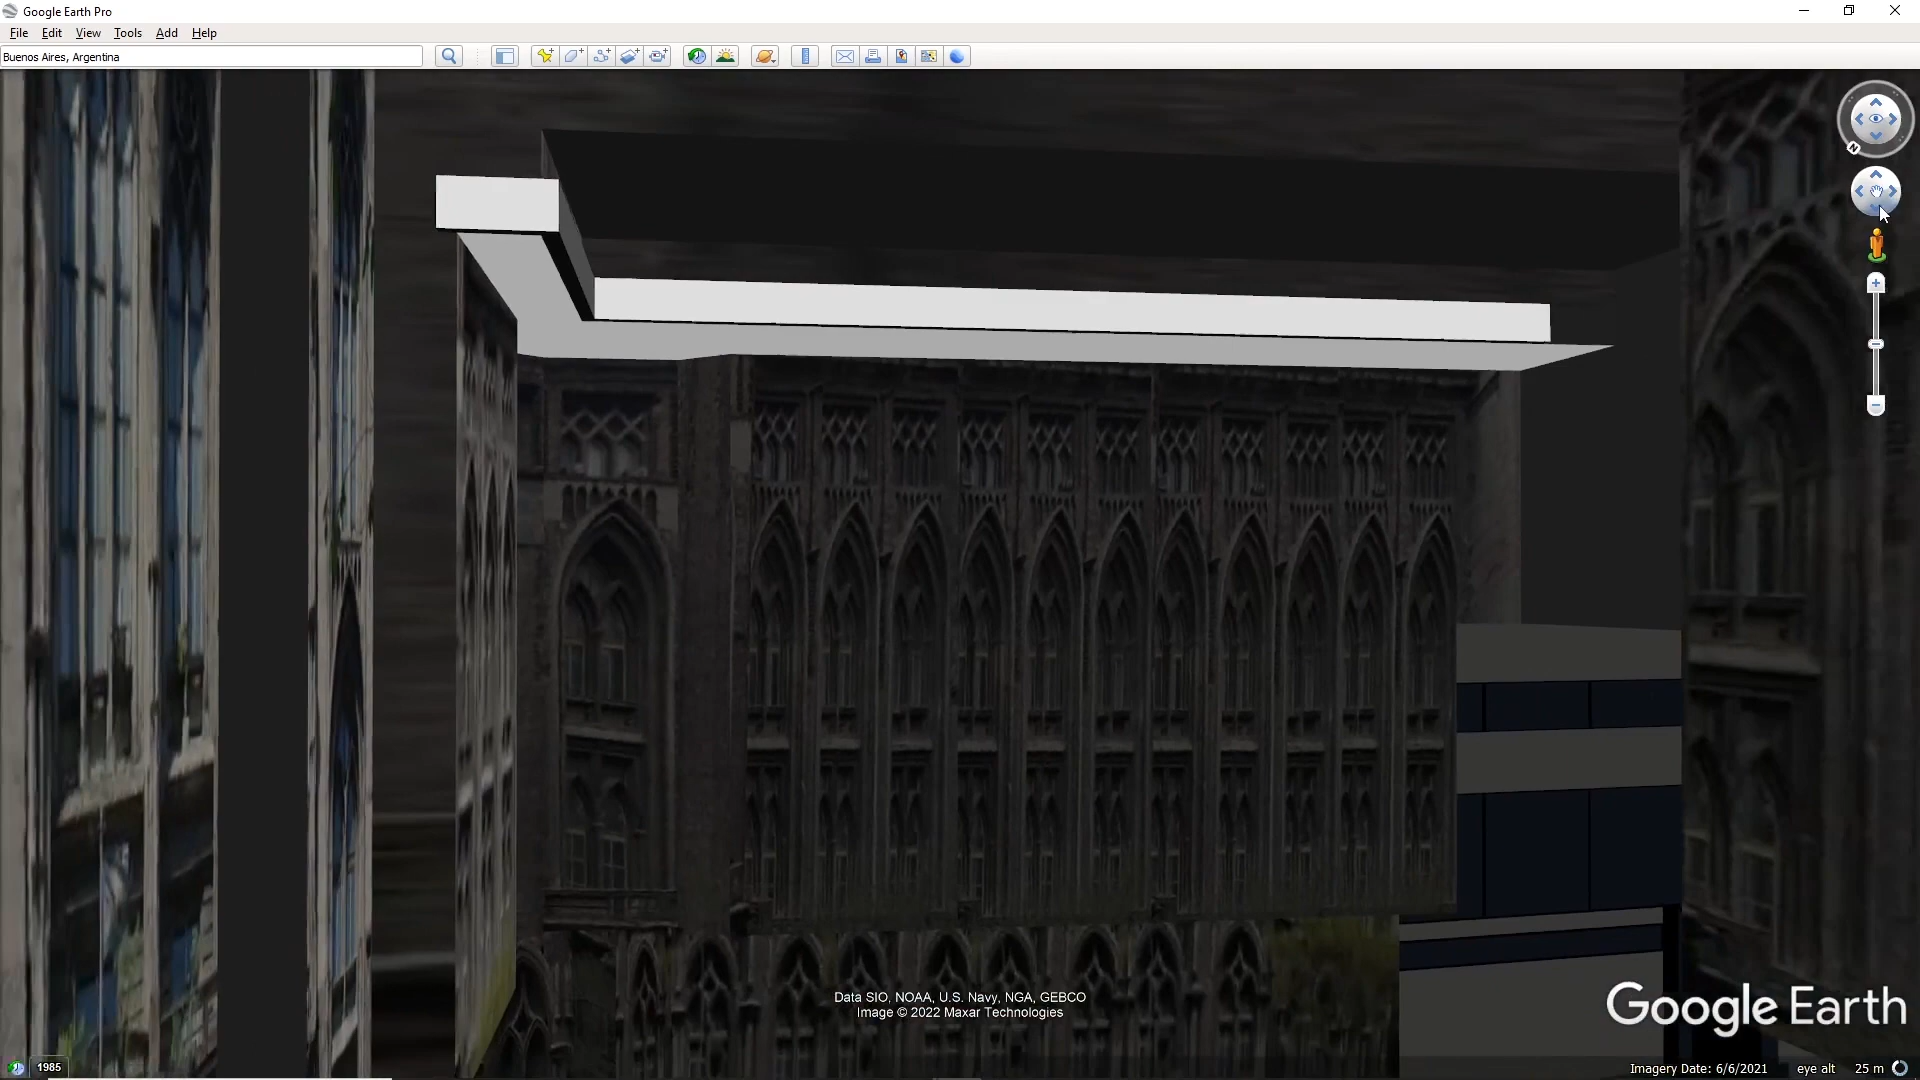 Google Earth Pro
File Edit View Tools Add Help
Buenos Aires, Argentina
N
Data SIO, NOAA, U.S. Navy, NGA, GEBCO
Image © 2022 Maxar Technologies
Google Earth
1985
Imagery Date: 6/6/2021 eye alt 25 m